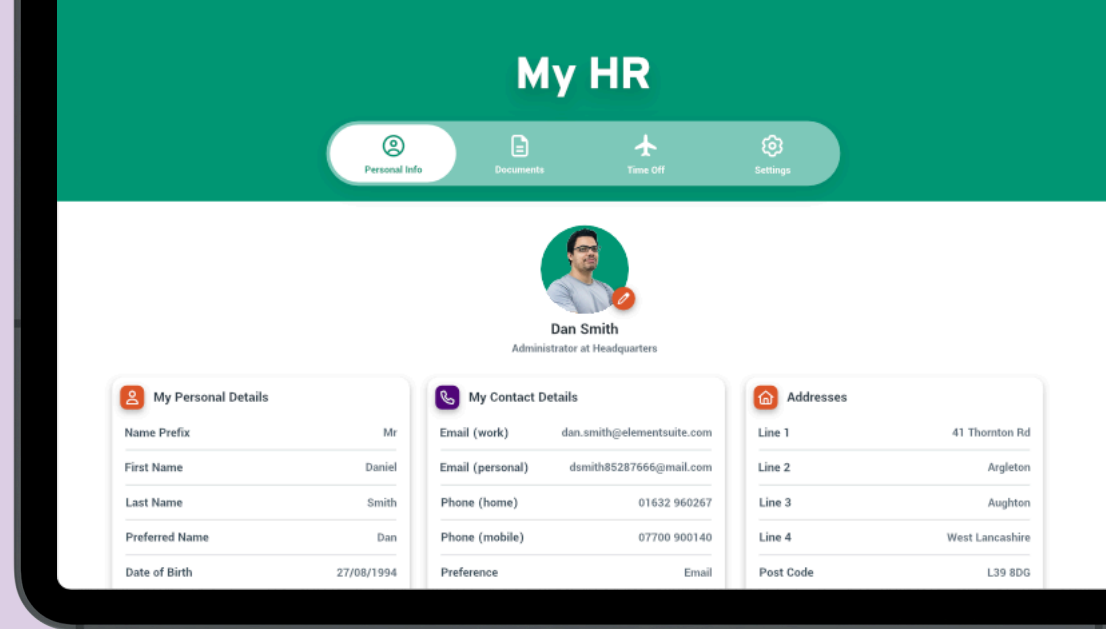 My HR
Personal Info
Documents
Time Off
Settings
Dan Smith
Administrator at Headquarters
My Personal Details
Name Prefix Mr
First Name Daniel
Last Name Smith
Preferred Name Dan
Date of Birth 27/08/1994
My Contact Details
Email (work) dan.smith@elementsuite.com
Email (personal) dsmith85287666@mail.com
Phone (home) 01632 960267
Phone (mobile) 07700 900140
Preference Email
Addresses
Line 1 41 Thornton Rd
Line 2 Argleton
Line 3 Aughton
Line 4 West Lancashire
Post Code L39 8DG